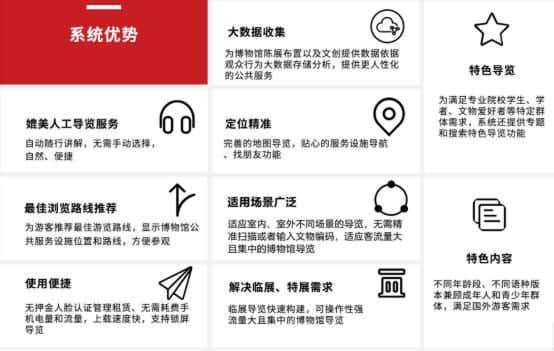 系统优势
媲美人工导览服务
自动随行讲解，无需手动选择，
自然、便捷
最佳浏览路线推荐
为游客推荐最佳游览路线，显示博物馆公
共服务设施位置和路线，方便参观
使用便捷
无押金人脸认证管理租赁、无需耗费手
机电量和流量，上载速度快，支持锁屏
导览
大数据收集
为博物馆陈展布置以及文创提供数据依据
观众行为大数据存储分析，提供更人性化
的公共服务
定位精准
完善的地图导览，贴心的服务设施导航
、找朋友功能
适用场景广泛
适应室内、室外不同场景的导览，无需精
准扫描或者输入文物编码，适应客流量大
且集中的博物馆导览
解决临展、特展需求
临展导览快速构建，可操作性强
流量大且集中的博物馆导览
特色导览
为满足专业院校学生、学
者、文物爱好者等特定群
体需求，系统还提供专题
和搜索特色导览功能
特色内容
不同年龄段、不同语种版
本兼顾成年人和青少年群
体，满足国外游客需求